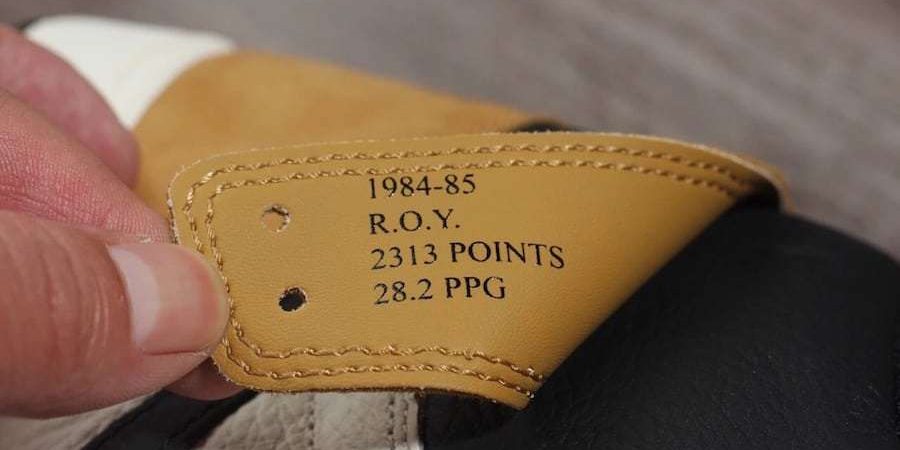 1984-85
R.O.Y.
2313 POINTS
28.2 PPG